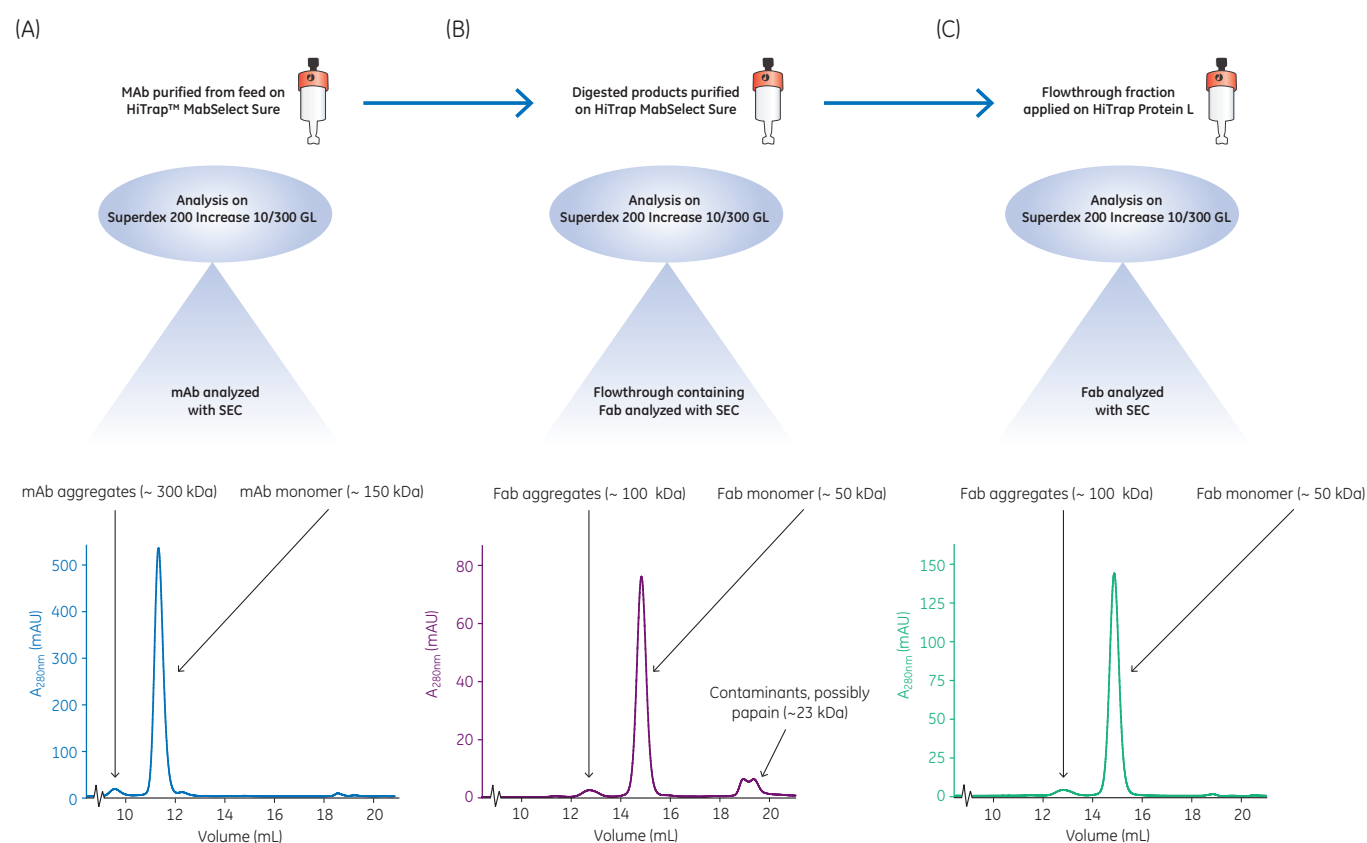 (A)
MAb purified from feed on
HiTrap™ MabSelect Sure
Analysis on
Superdex 200 Increase 10/300 GL
mAb analyzed
with SEC
mAb aggregates (~ 300 kDa)
mAb monomer (~ 150 kDa)
A280nm (mAU)
500
400
300
200
100
0
10
12
14
16
18
20
Volume (mL)
(B)
Digested products purified
on HiTrap MabSelect Sure
Analysis on
Superdex 200 Increase 10/300 GL
Flowthrough containing
Fab analyzed with SEC
Fab aggregates (~ 100 kDa)
Fab monomer (~ 50 kDa)
Contaminants, possibly
papain (~23 kDa)
A280nm (mAU)
80
60
40
20
0
10
12
14
16
18
20
Volume (mL)
(C)
Flowthrough fraction
applied on HiTrap Protein L
Analysis on
Superdex 200 Increase 10/300 GL
Fab analyzed
with SEC
Fab aggregates (~ 100 kDa)
Fab monomer (~ 50 kDa)
A280nm (mAU)
150
125
100
75
50
25
0
10
12
14
16
18
20
Volume (mL)